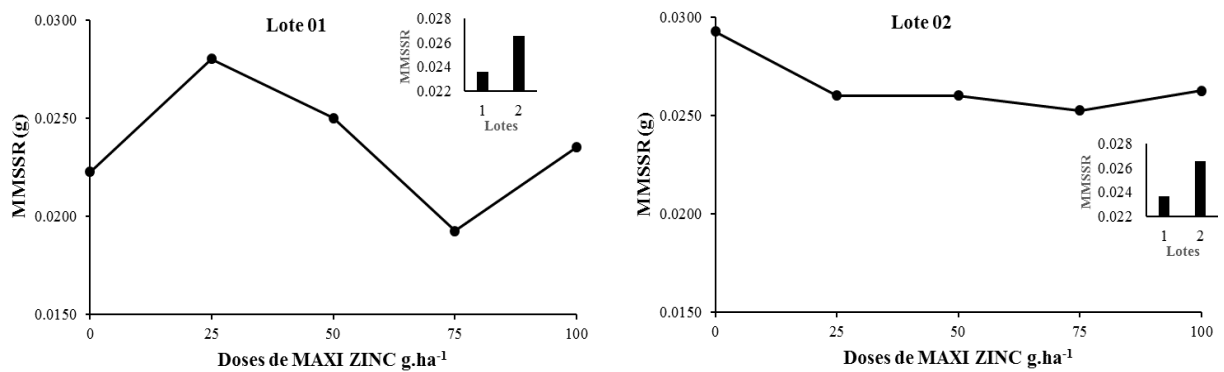 Lote 01
MMSSR (g)
0.0300
0.0250
0.0200
0.0150
0 25 50 75 100
Doses de MAXI ZINC g.ha-1
MMSSR
0.028
0.026
0.024
0.022
1 2
Lotes
Lote 02
MMSSR (g)
0.0300
0.0250
0.0200
0.0150
0 25 50 75 100
Doses de MAXI ZINC g.ha-1
MMSSR
0.028
0.026
0.024
0.022
1 2
Lotes